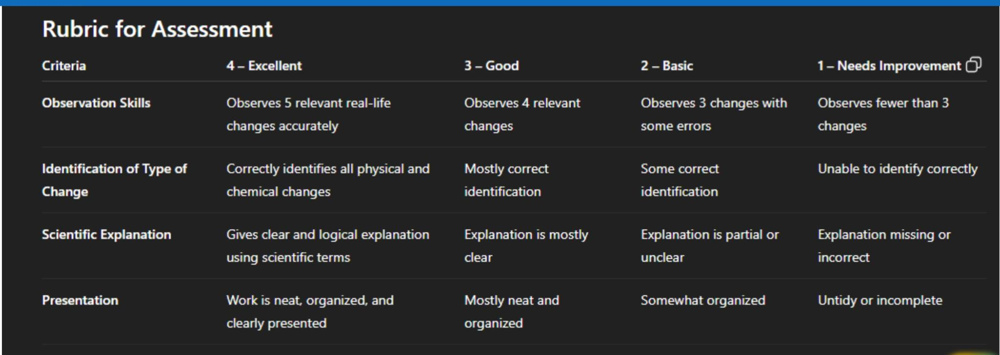 Rubric for Assessment
Criteria 4 – Excellent 3 – Good 2 – Basic 1 – Needs Improvement
Observation Skills Observes 5 relevant real-life Observes 4 relevant Observes 3 changes with Observes fewer than 3
changes accurately changes some errors changes
Identification of Type of Correctly identifies all physical and Mostly correct Some correct Unable to identify correctly
Change chemical changes identification identification
Scientific Explanation Gives clear and logical explanation Explanation is mostly Explanation is partial or Explanation missing or
using scientific terms clear unclear incorrect
Presentation Work is neat, organized, and Mostly neat and Somewhat organized Untidy or incomplete
clearly presented organized